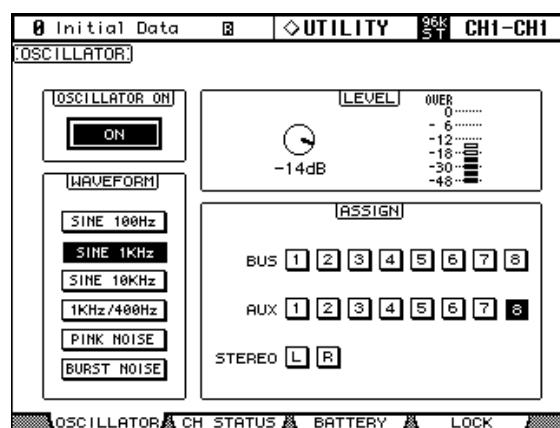 0 Initial Data R ◇UTILITY 96K ST CH1-CH1
OSCILLATOR
OSCILLATOR ON
ON
LEVEL
-14dB
OVER
0
- 6
-12
-18
-30
-48
WAVEFORM
SINE 100Hz
SINE 1KHz
SINE 10KHz
1KHz/400Hz
PINK NOISE
BURST NOISE
ASSIGN
BUS 1 2 3 4 5 6 7 8
AUX 1 2 3 4 5 6 7 8
STEREO L R
OSCILLATOR CH STATUS BATTERY LOCK